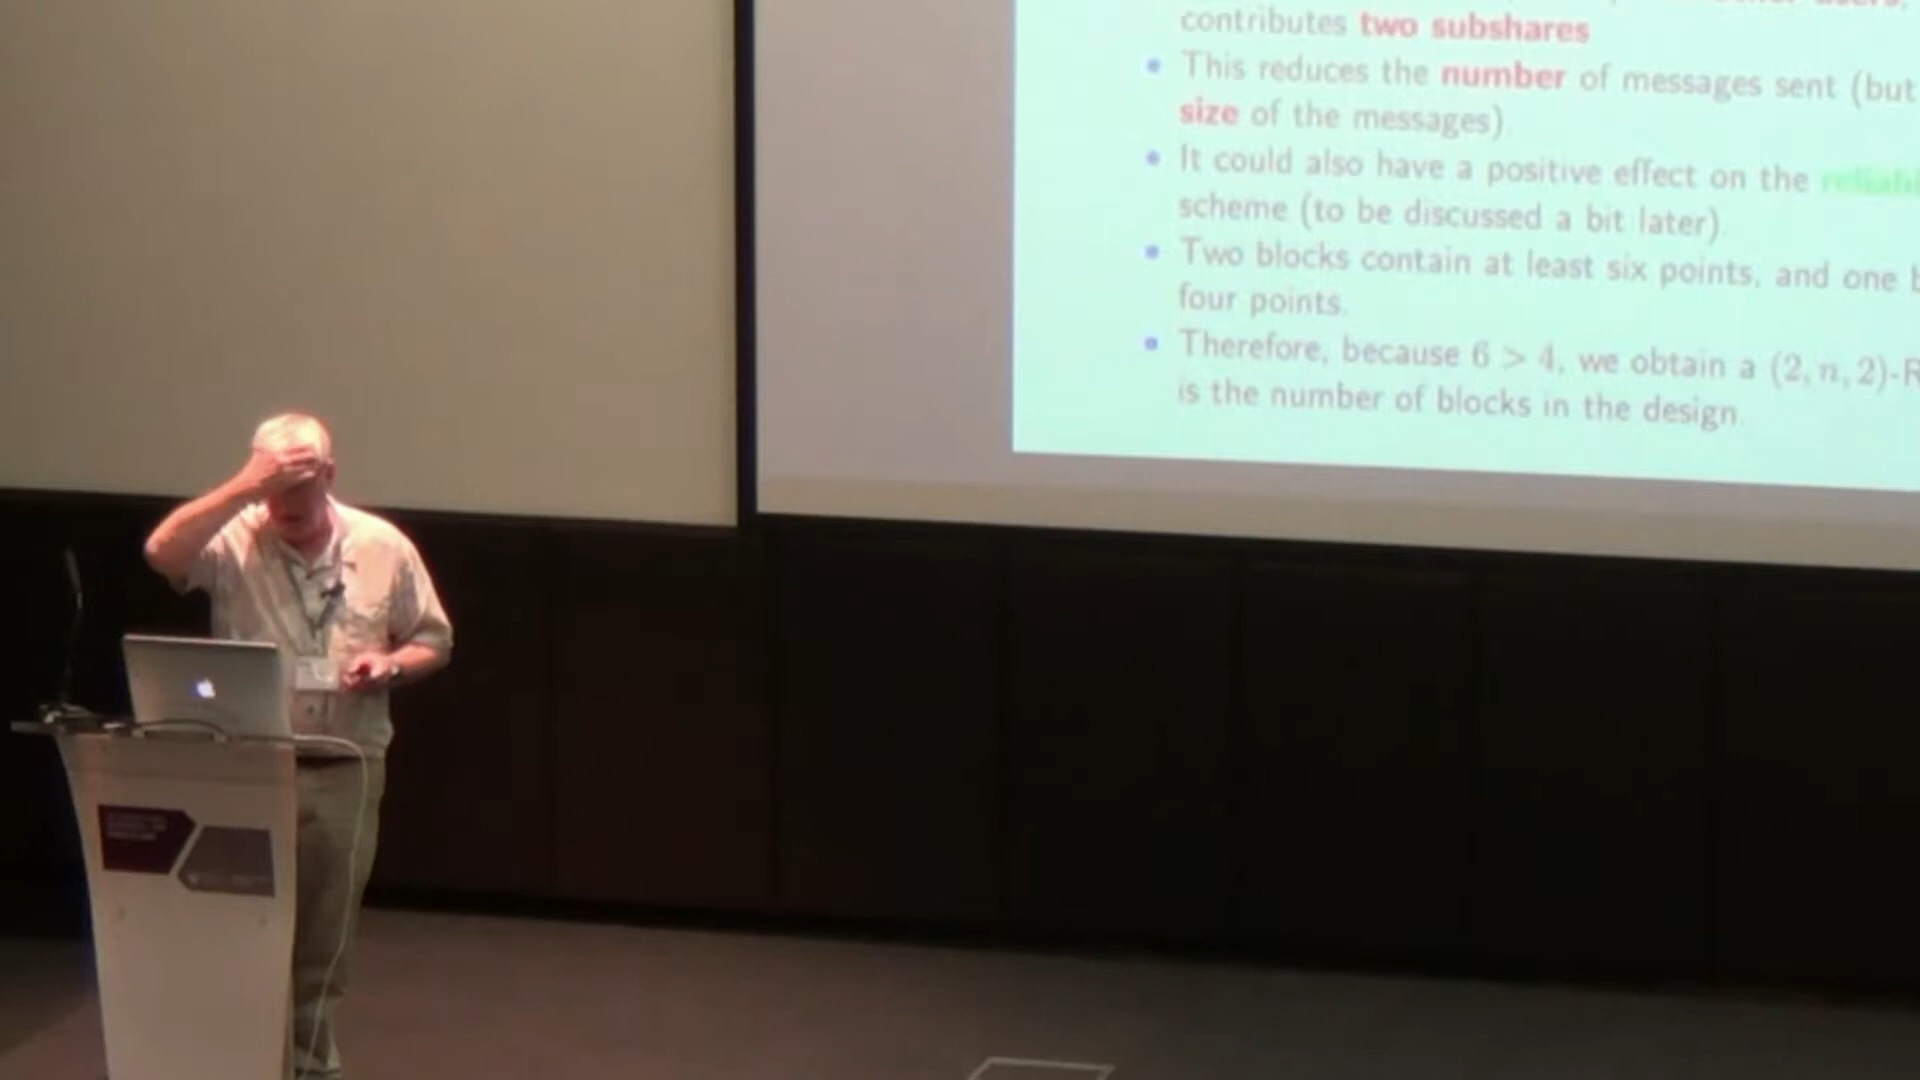 users,
contributes two subshares
• This reduces the number of messages sent (but
size of the messages).
• It could also have a positive effect on the
scheme (to be discussed a bit later).
• Two blocks contain at least six points, and one b
four points.
• Therefore, because 6 > 4, we obtain a (2, n, 2)-R
is the number of blocks in the design.